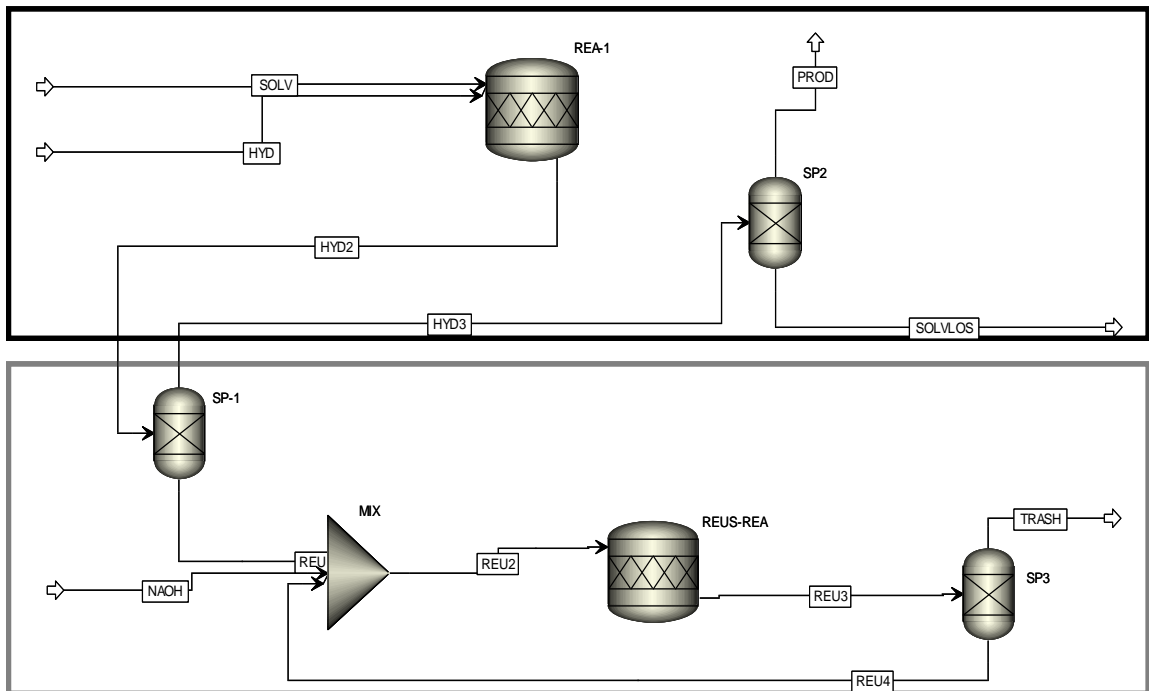 REA-1
SOLV
PROD
HYD
SP2
HYD2
HYD3
SOLVLOS
SP-1
MIX
REUS-REA
TRASH
REU
REU2
SP3
NAOH
REU3
REU4